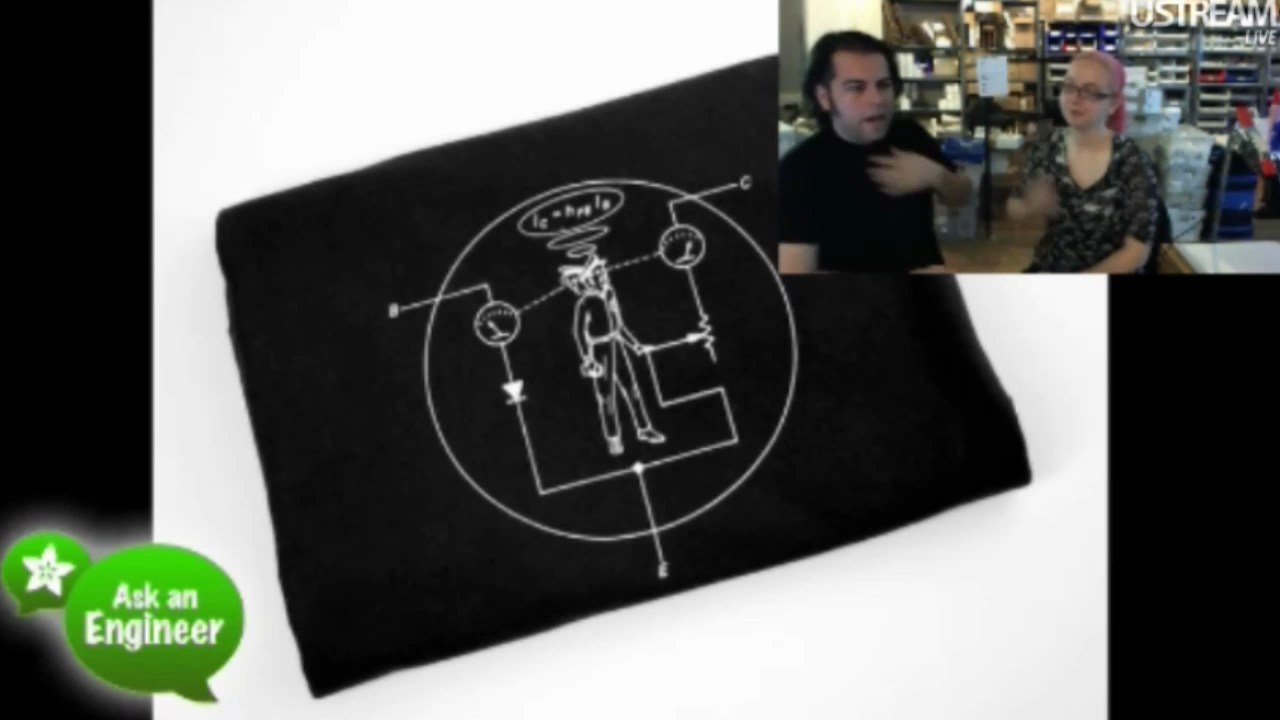 USTREAM
LIVE
C
Ic = hFE IB
B
E
Ask an
Engineer